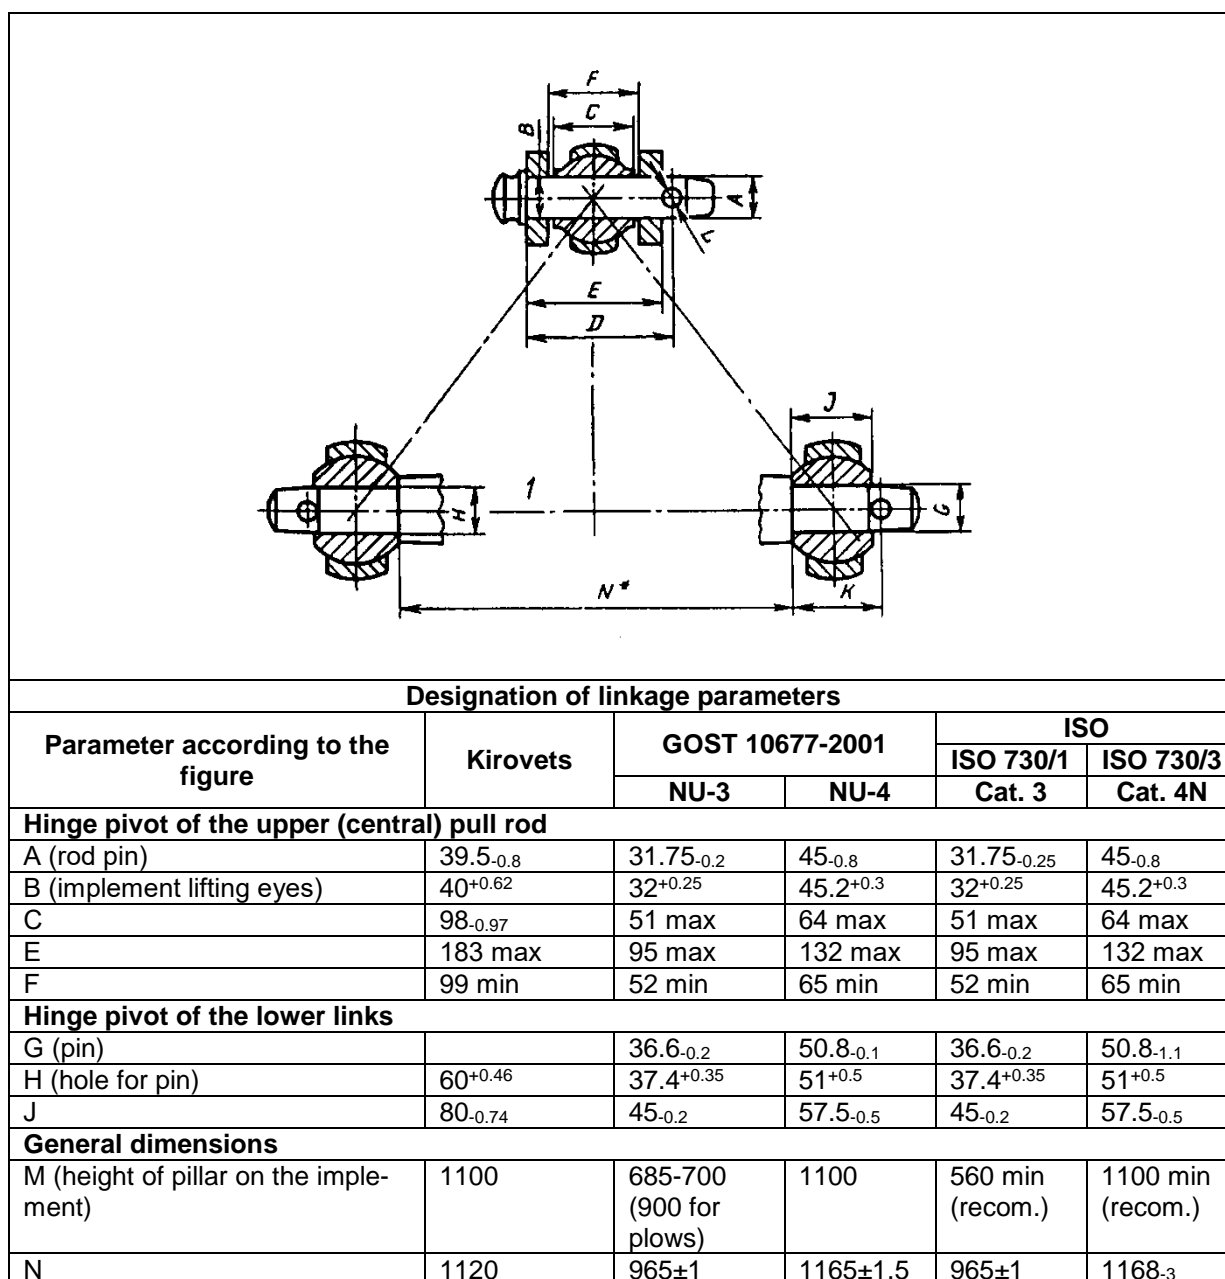 F
C
B
A
L
E
D
J
1
H
G
N*
K
Designation of linkage parameters
Parameter according to the figure Kirovets GOST 10677-2001 ISO
ISO 730/1 ISO 730/3
NU-3 NU-4 Cat. 3 Cat. 4N
Hinge pivot of the upper (central) pull rod
A (rod pin) 39.5-0.8 31.75-0.2 45-0.8 31.75-0.25 45-0.8
B (implement lifting eyes) 40+0.62 32+0.25 45.2+0.3 32+0.25 45.2+0.3
C 98-0.97 51 max 64 max 51 max 64 max
E 183 max 95 max 132 max 95 max 132 max
F 99 min 52 min 65 min 52 min 65 min
Hinge pivot of the lower links
G (pin) 36.6-0.2 50.8-0.1 36.6-0.2 50.8-1.1
H (hole for pin) 60+0.46 37.4+0.35 51+0.5 37.4+0.35 51+0.5
J 80-0.74 45-0.2 57.5-0.5 45-0.2 57.5-0.5
General dimensions
M (height of pillar on the imple- 1100 685-700 1100 560 min 1100 min
ment) (900 for (recom.) (recom.)
plows)
N 1120 965±1 1165±1.5 965±1 1168-3